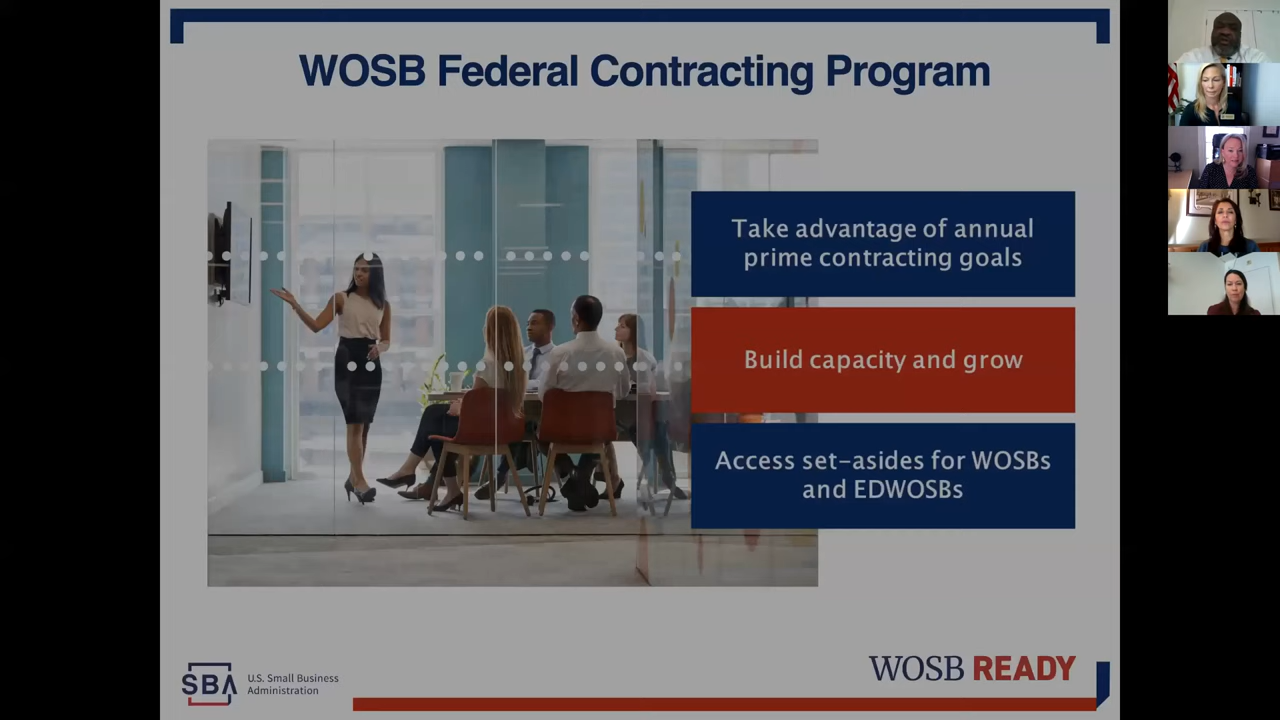 WOSB Federal Contracting Program
Take advantage of annual
prime contracting goals
Build capacity and grow
Access set-asides for WOSBs
and EDWOSBs
SBA
U.S. Small Business
Administration
WOSB READY